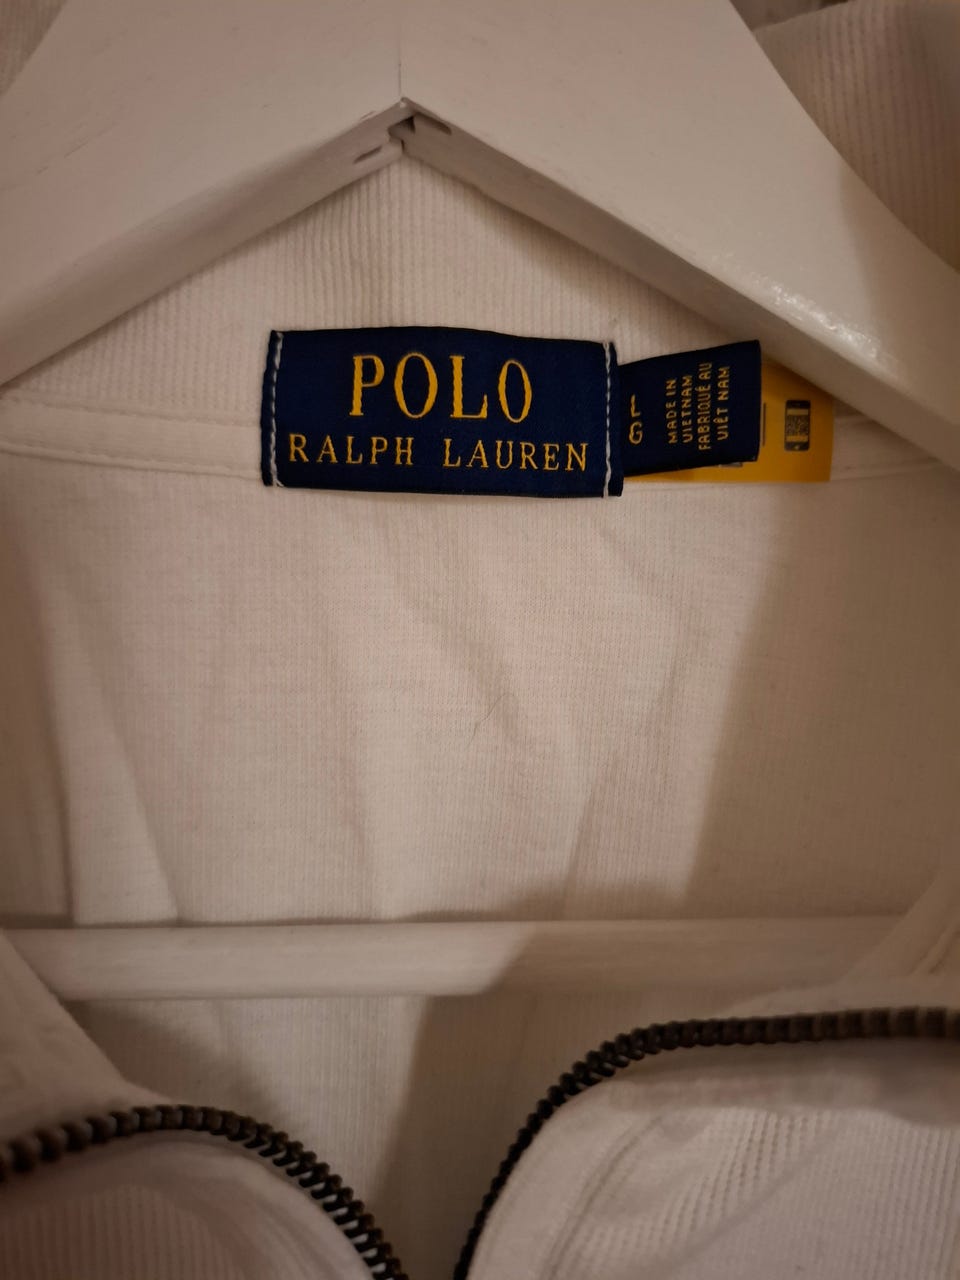 POLO
RALPH LAUREN
L
G
MADE IN
VIETNAM
FABRIQUÉ AU
VIÊT NAM